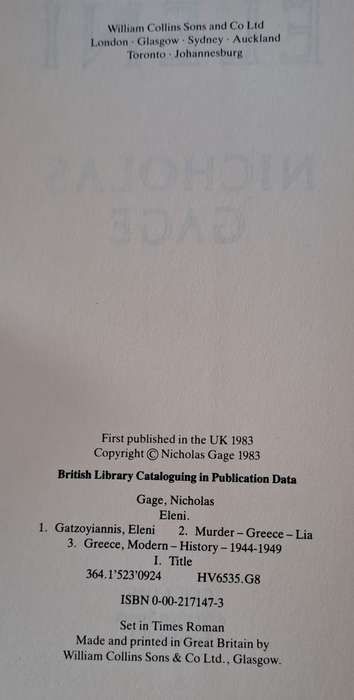 William Collins Sons and Co Ltd
London · Glasgow · Sydney · Auckland
Toronto · Johannesburg
ELENI
NICHOLAS
GAGE
First published in the UK 1983
Copyright © Nicholas Gage 1983
British Library Cataloguing in Publication Data
Gage, Nicholas
Eleni.
1. Gatzoyiannis, Eleni 2. Murder – Greece – Lia
3. Greece, Modern – History – 1944-1949
I. Title
364.1'523'0924 HV6535.G8
ISBN 0-00-217147-3
Set in Times Roman
Made and printed in Great Britain by
William Collins Sons & Co Ltd., Glasgow.